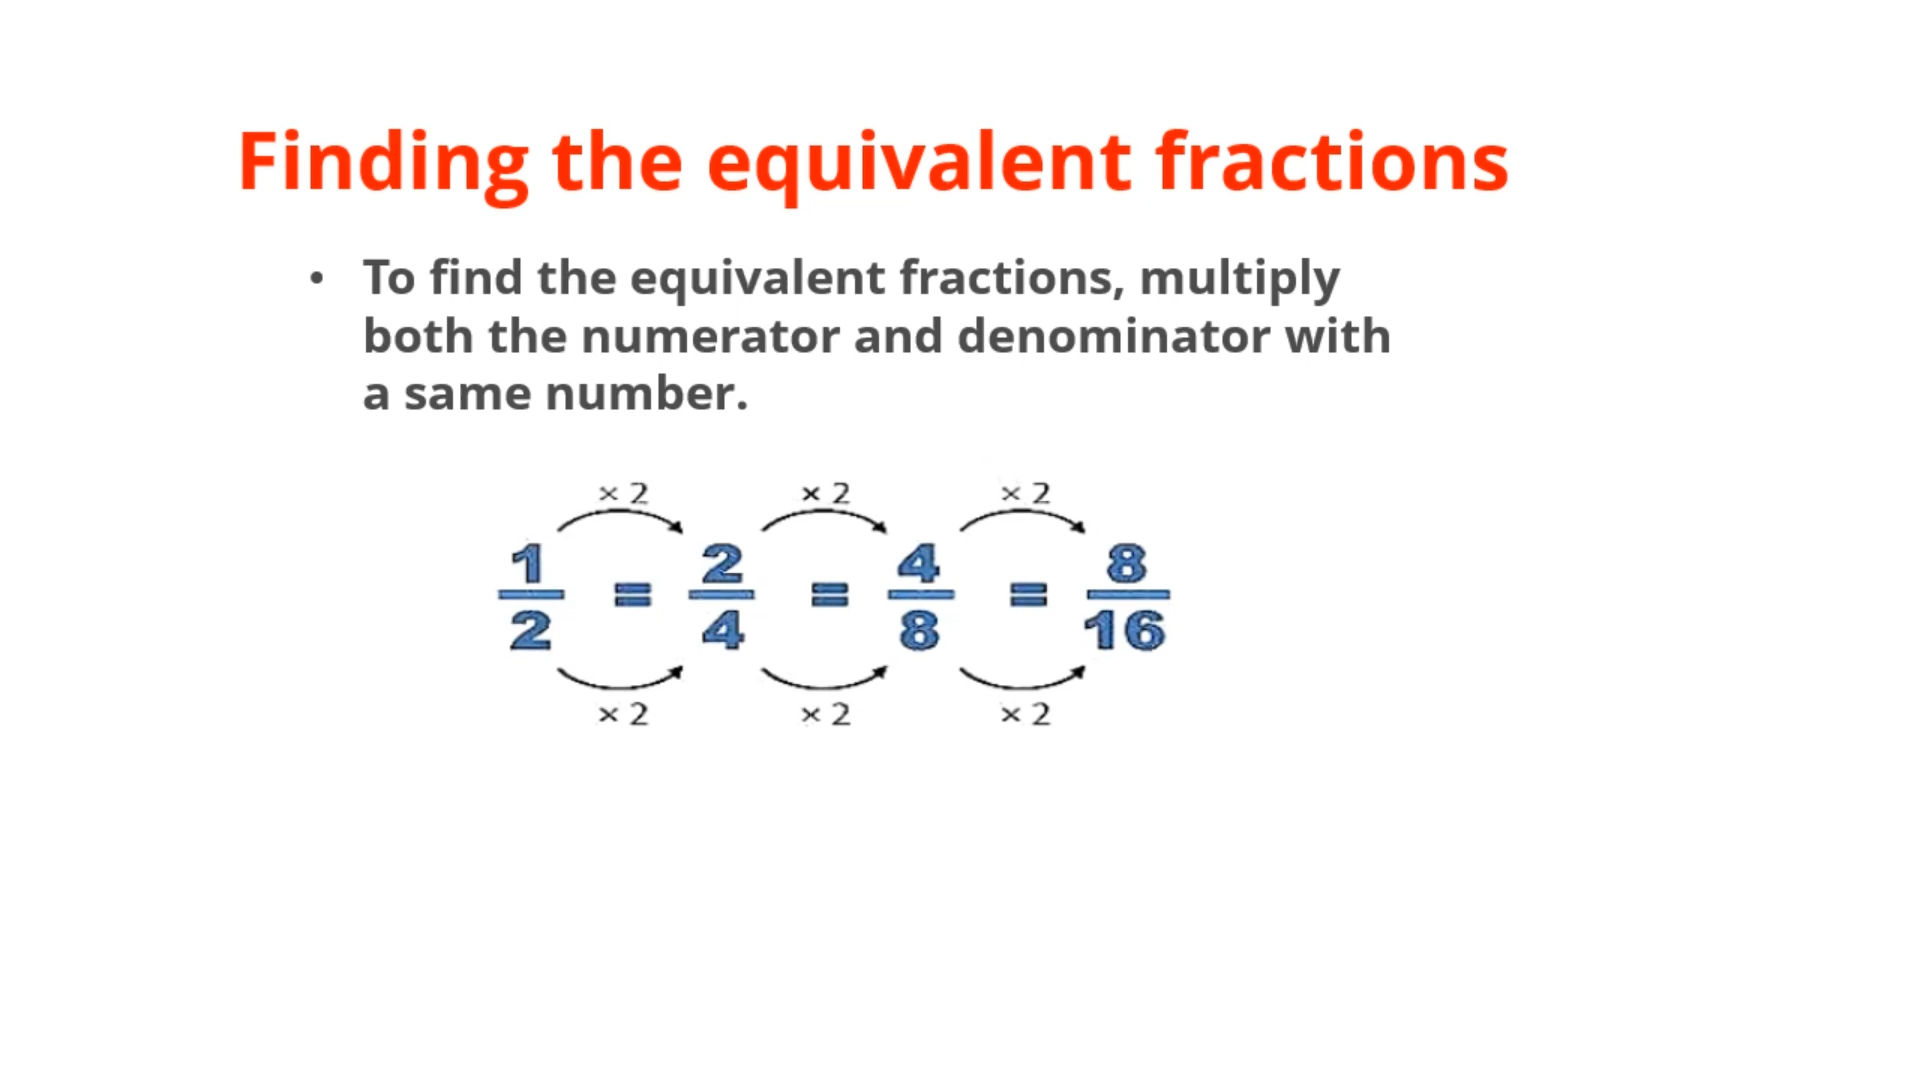 Finding the equivalent fractions
• To find the equivalent fractions, multiply
both the numerator and denominator with
a same number.
× 2 × 2 × 2
1/2 = 2/4 = 4/8 = 8/16
× 2 × 2 × 2